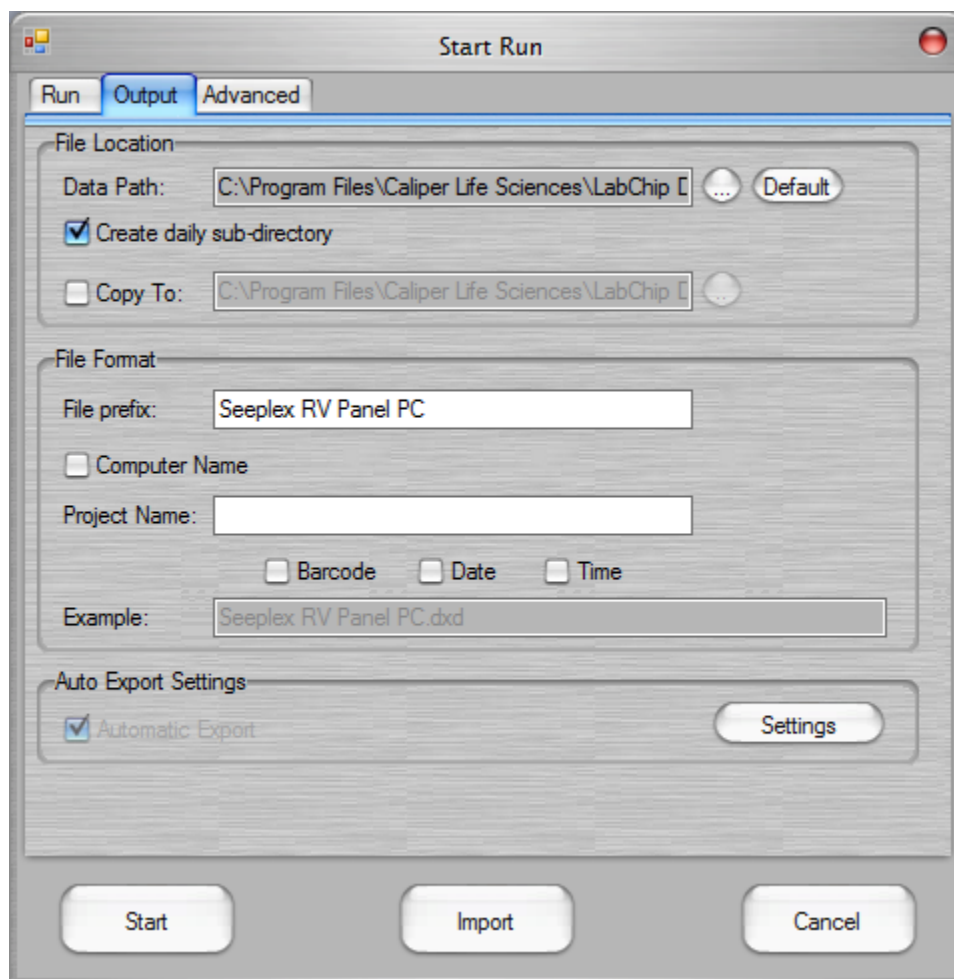 Start Run
Run Output Advanced
File Location
Data Path: C:\Program Files\Caliper Life Sciences\LabChip D ... Default
Create daily sub-directory
Copy To: C:\Program Files\Caliper Life Sciences\LabChip D ...
File Format
File prefix: Seeplex RV Panel PC
Computer Name
Project Name:
Barcode Date Time
Example: Seeplex RV Panel PC.dxd
Auto Export Settings
Automatic Export Settings
Start Import Cancel